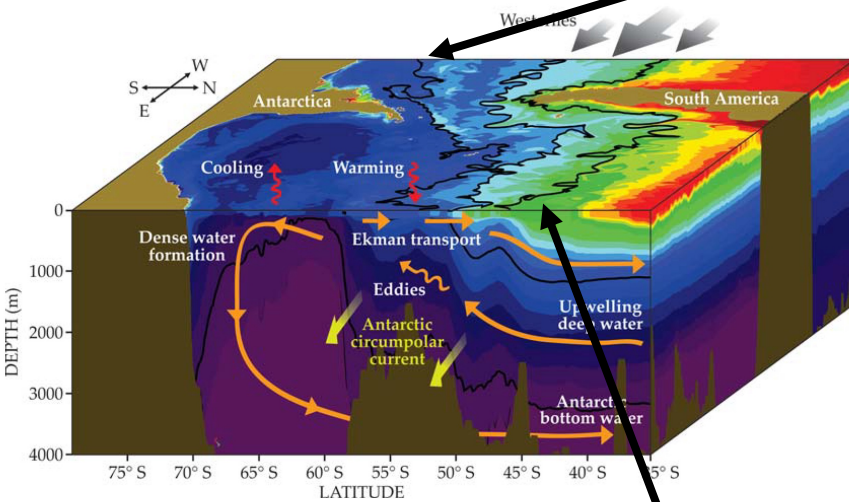 Westerlies
W
S
N
E
Antarctica
South America
Cooling
Warming
0
Dense water
formation
Ekman transport
1000
Eddies
Upwelling
deep water
Antarctic
circumpolar
current
2000
DEPTH (m)
3000
Antarctic
bottom water
4000
75° S
70° S
65° S
60° S
55° S
50° S
45° S
40° S
35° S
LATITUDE